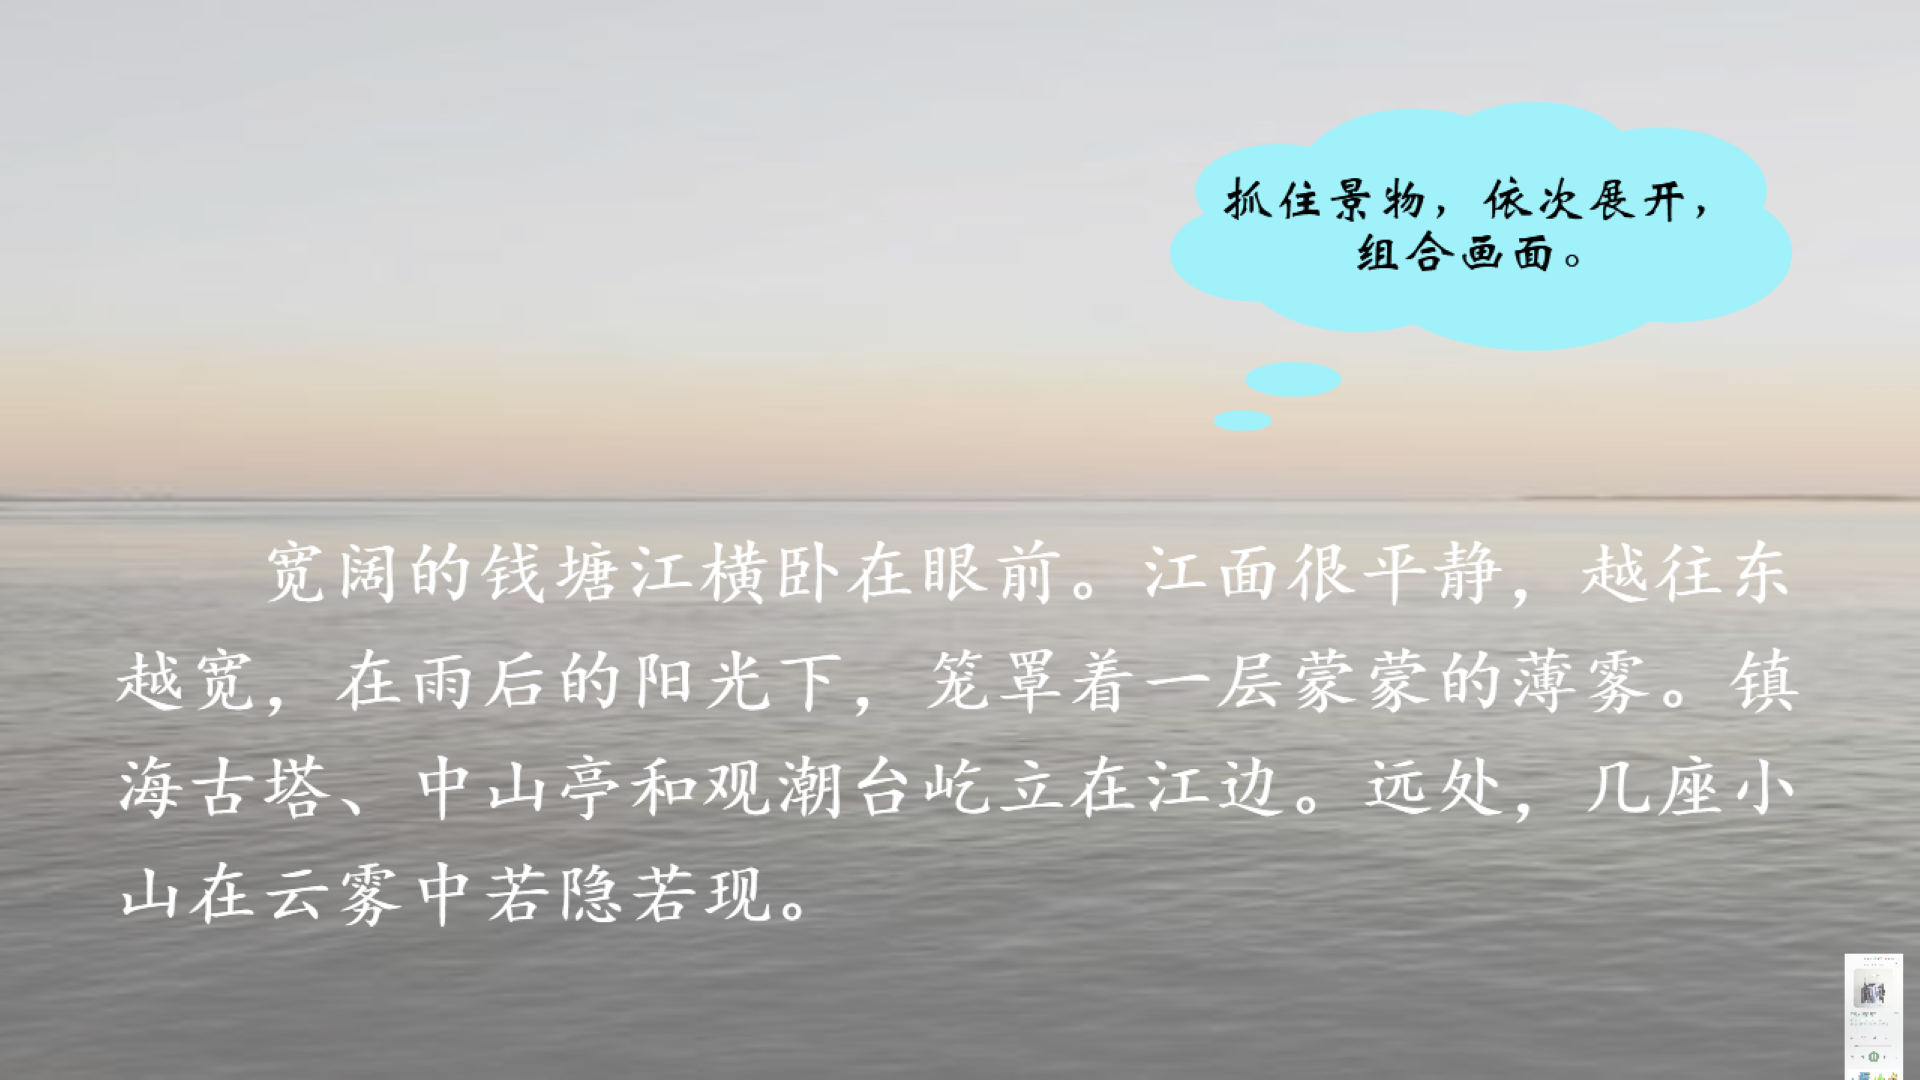 抓住景物，依次展开，
组合画面。
宽阔的钱塘江横卧在眼前。江面很平静，越往东
越宽，在雨后的阳光下，笼罩着一层蒙蒙的薄雾。镇
海古塔、中山亭和观潮台屹立在江边。远处，几座小
山在云雾中若隐若现。